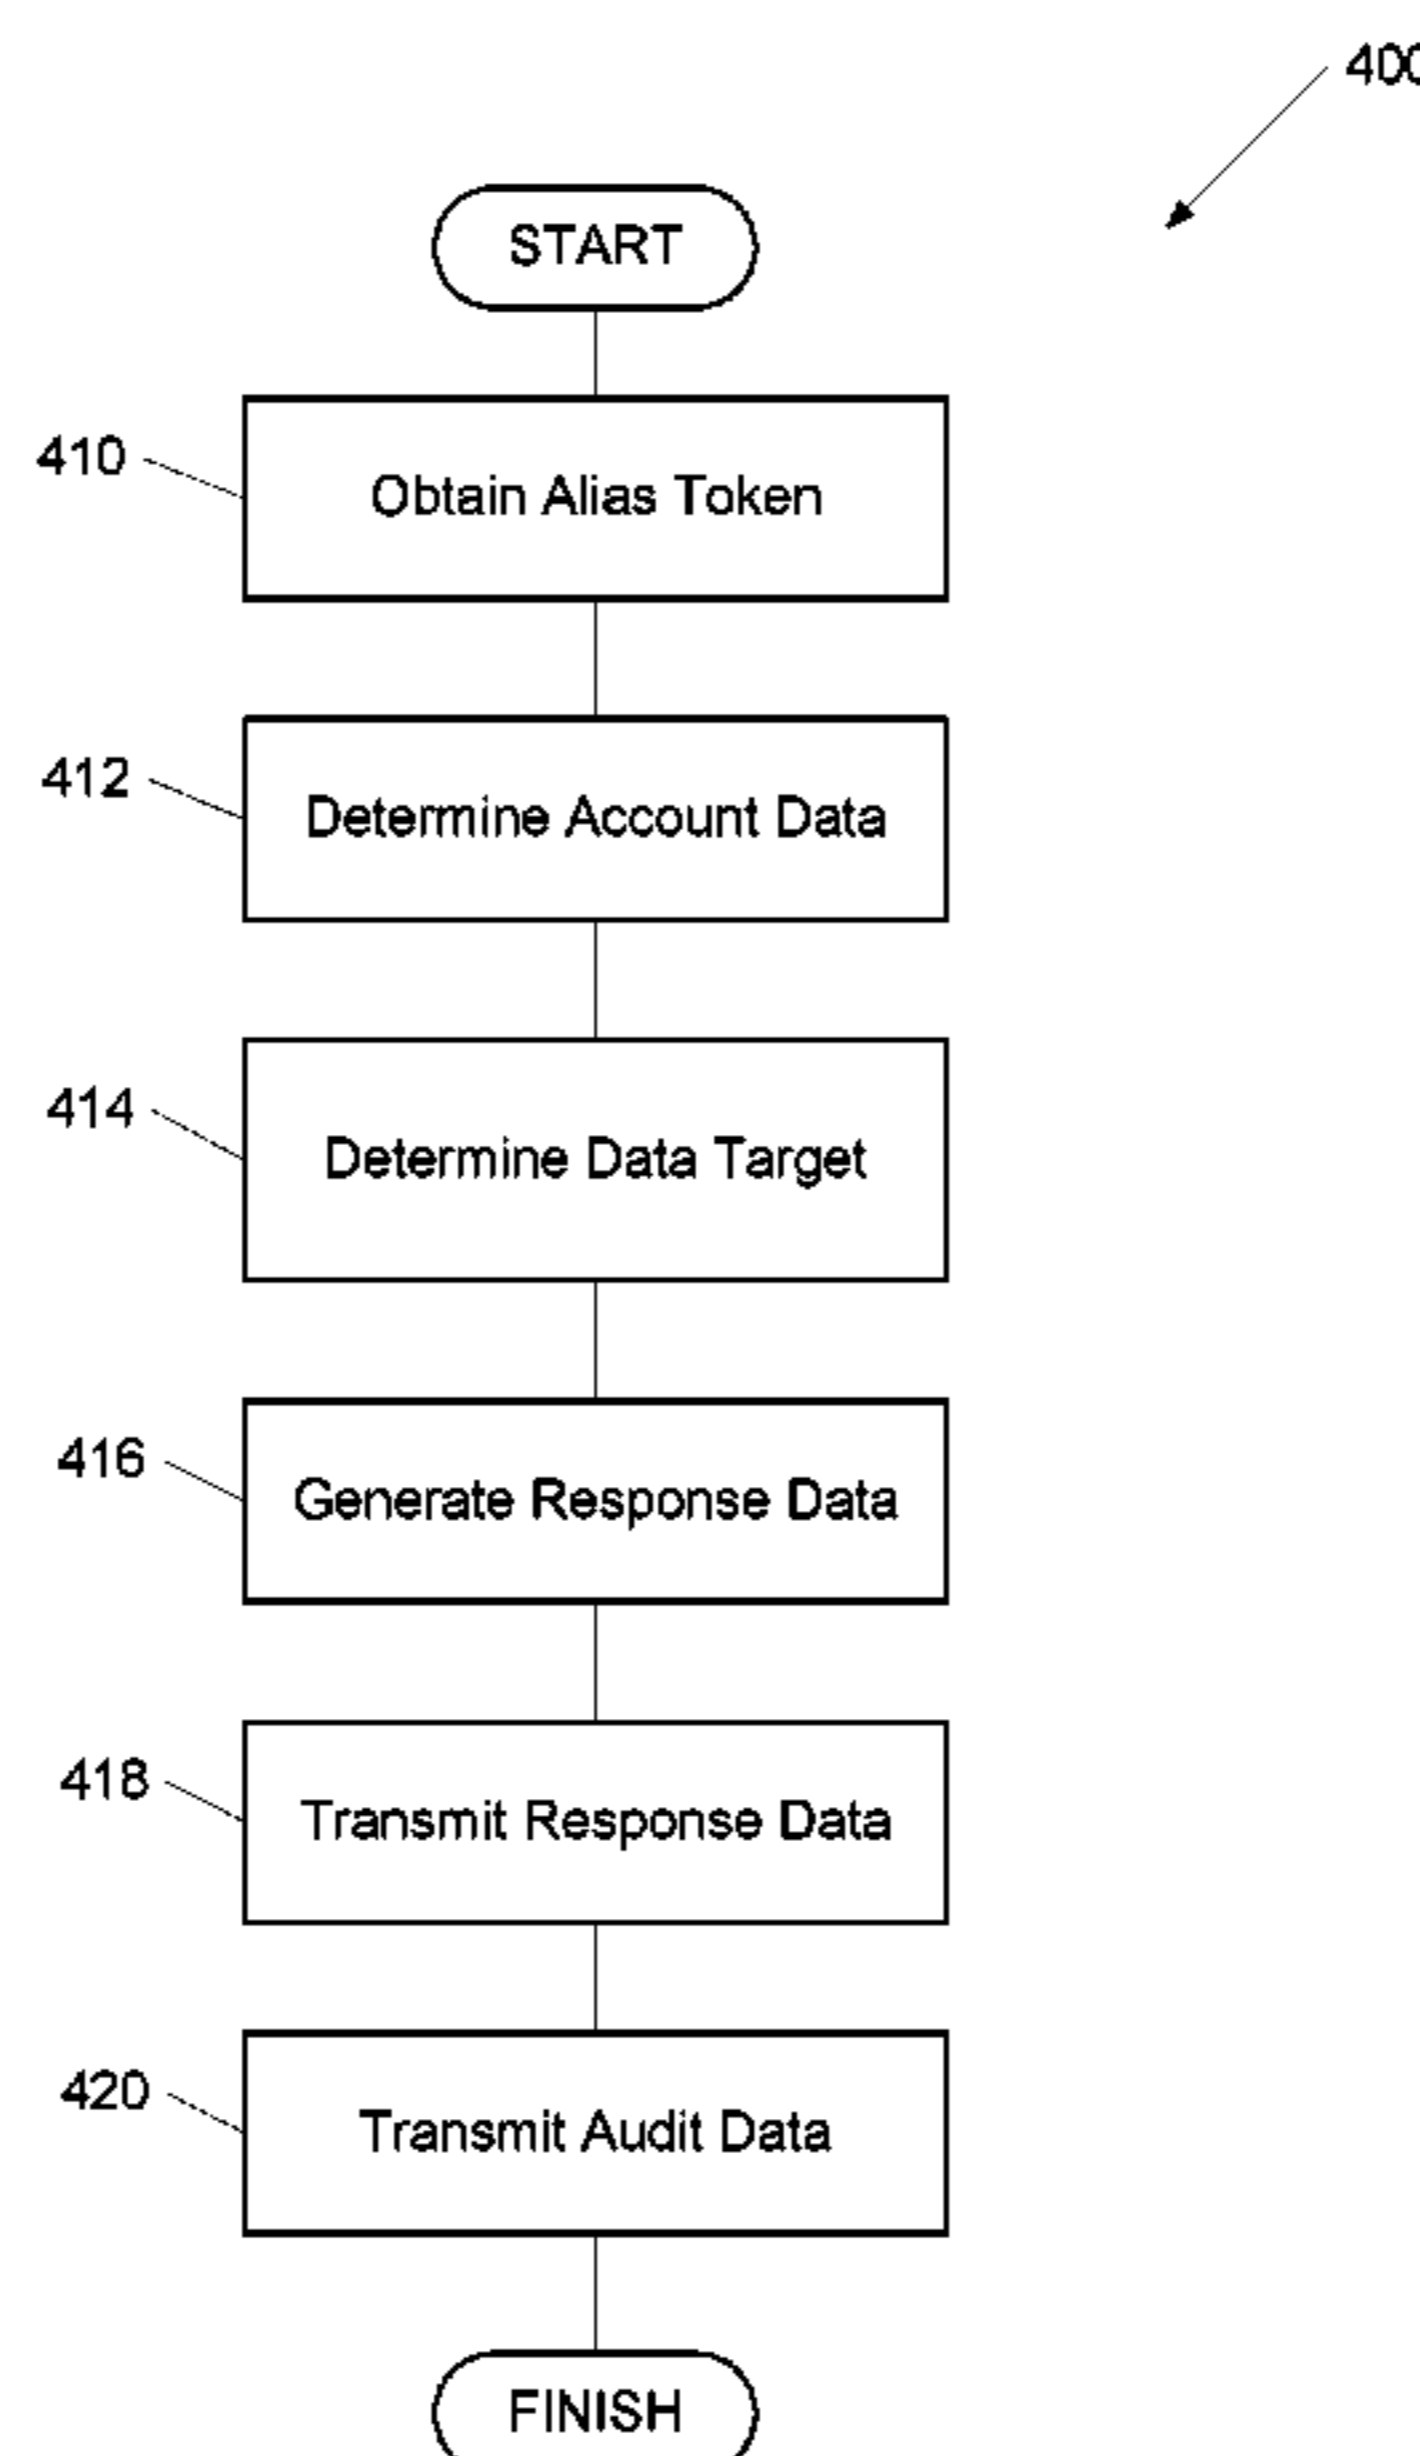 400
START
410
Obtain Alias Token
412
Determine Account Data
414
Determine Data Target
416
Generate Response Data
418
Transmit Response Data
420
Transmit Audit Data
FINISH